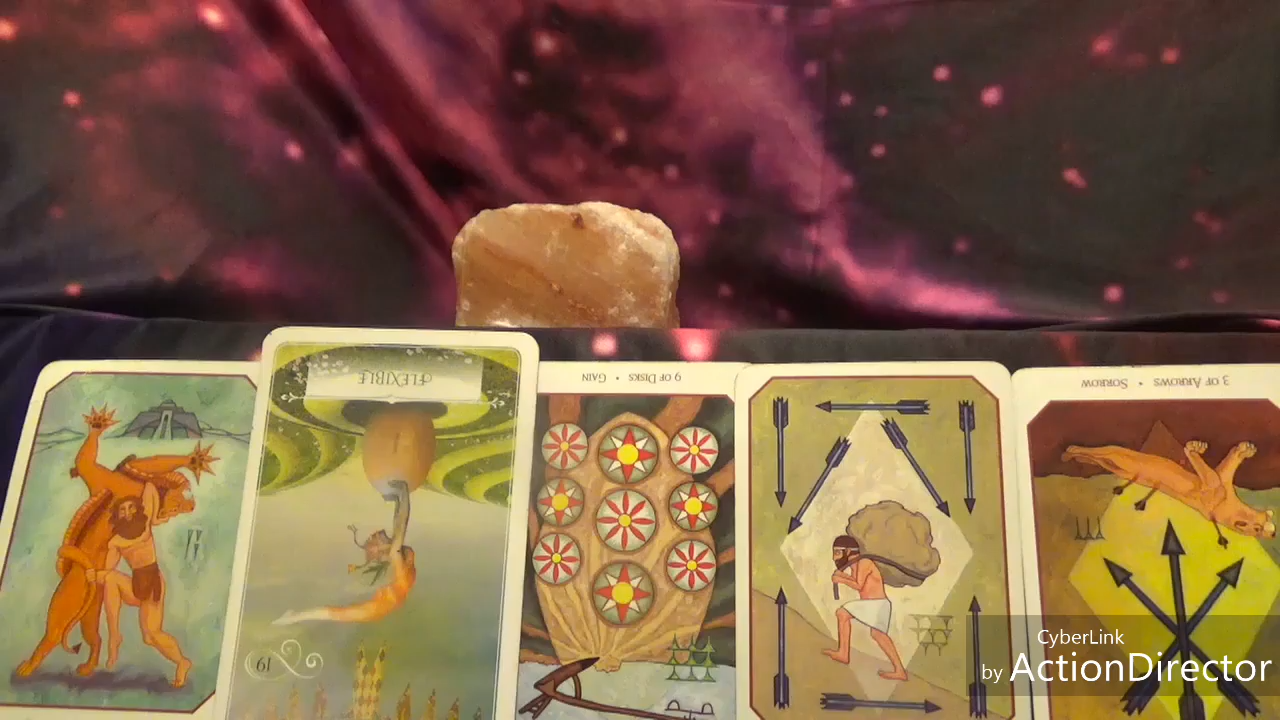 FLEXIBLE
9 OF DISKS • GAIN
3 OF ARROWS • SORROW
19
CyberLink
by ActionDirector